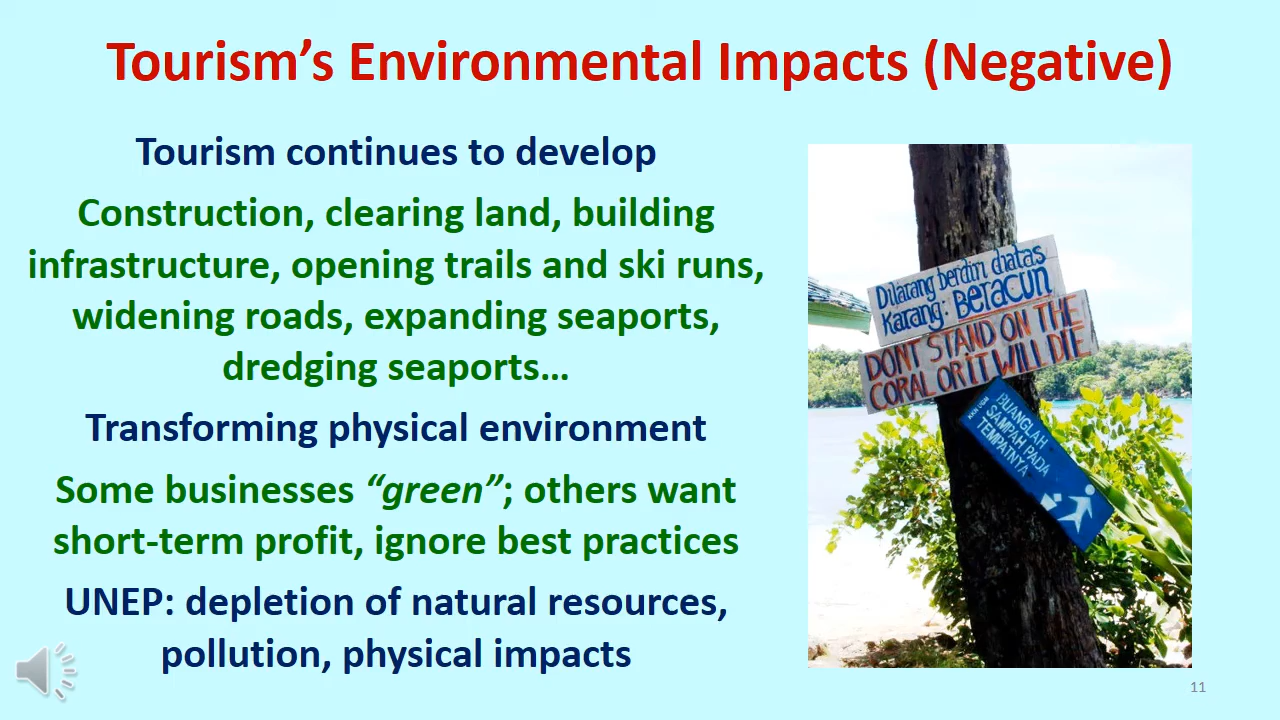 Tourism’s Environmental Impacts (Negative)
Tourism continues to develop
Construction, clearing land, building
infrastructure, opening trails and ski runs,
widening roads, expanding seaports,
dredging seaports…
Transforming physical environment
Some businesses “green”; others want
short-term profit, ignore best practices
UNEP: depletion of natural resources,
pollution, physical impacts
Dilarang berdiri diatas
Karang: Beracun
DONT STAND ON THE
CORAL OR IT WILL DIE
KKN UGM
BUANGLAH
SAMPAH PADA
TEMPATNYA
11